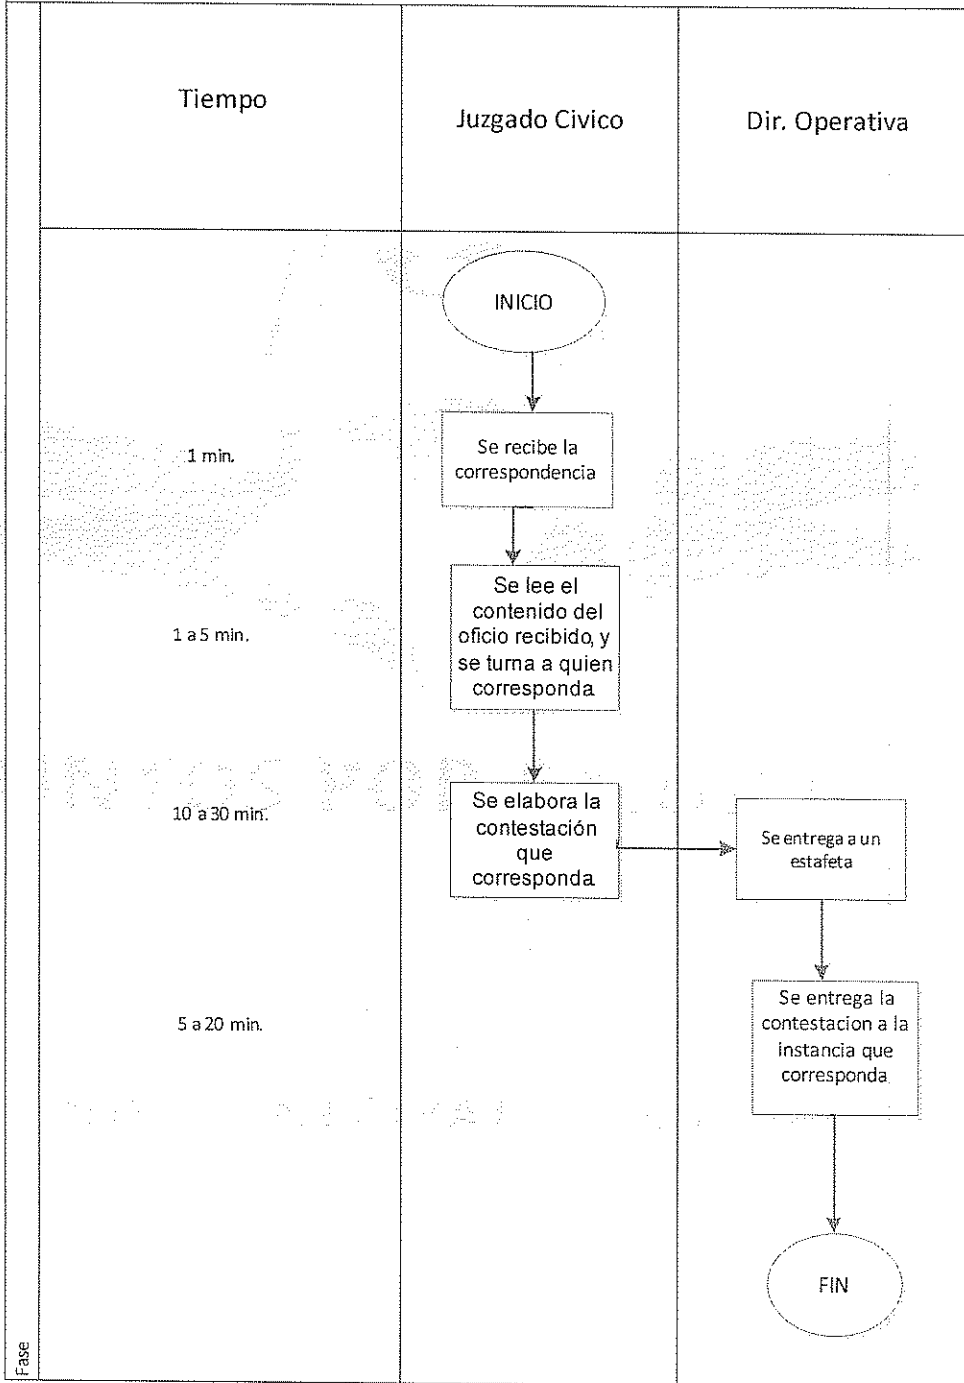 Tiempo
Juzgado Civico
Dir. Operativa
INICIO
1 min.
Se recibe la
correspondencia
1 a 5 min.
Se lee el
contenido del
oficio recibido, y
se turna a quien
corresponda
10 a 30 min.
Se elabora la
contestación
que
corresponda
Se entrega a un
estafeta
5 a 20 min.
Se entrega la
contestacion a la
instancia que
corresponda
FIN
Fase